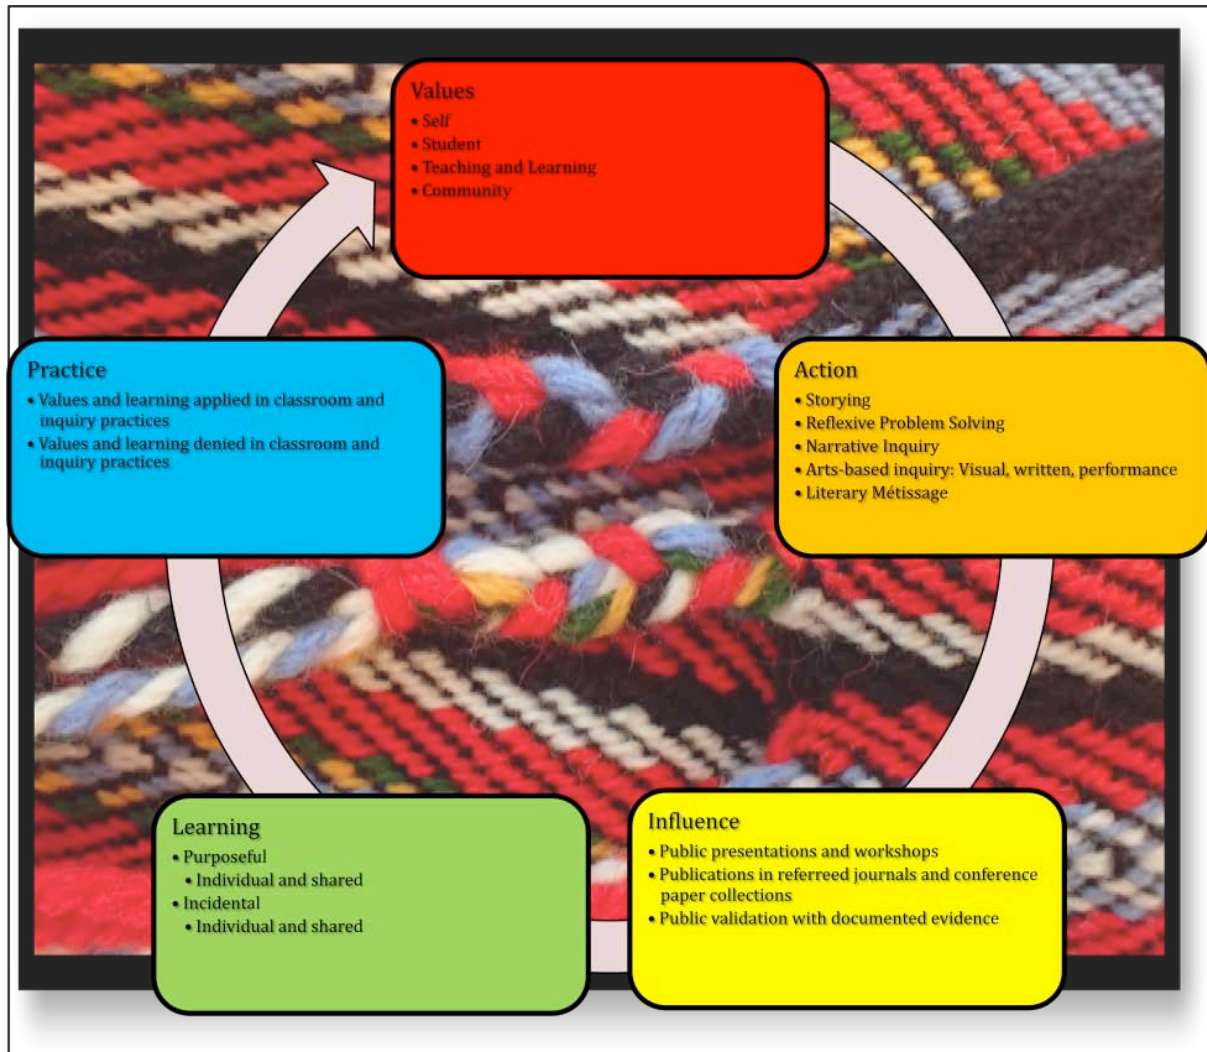 Values
• Self
• Student
• Teaching and Learning
• Community
Action
• Storying
• Reflexive Problem Solving
• Narrative Inquiry
• Arts-based inquiry: Visual, written, performance
• Literary Métissage
Influence
• Public presentations and workshops
• Publications in referreed journals and conference
paper collections
• Public validation with documented evidence
Learning
• Purposeful
• Individual and shared
• Incidental
• Individual and shared
Practice
• Values and learning applied in classroom and
inquiry practices
• Values and learning denied in classroom and
inquiry practices